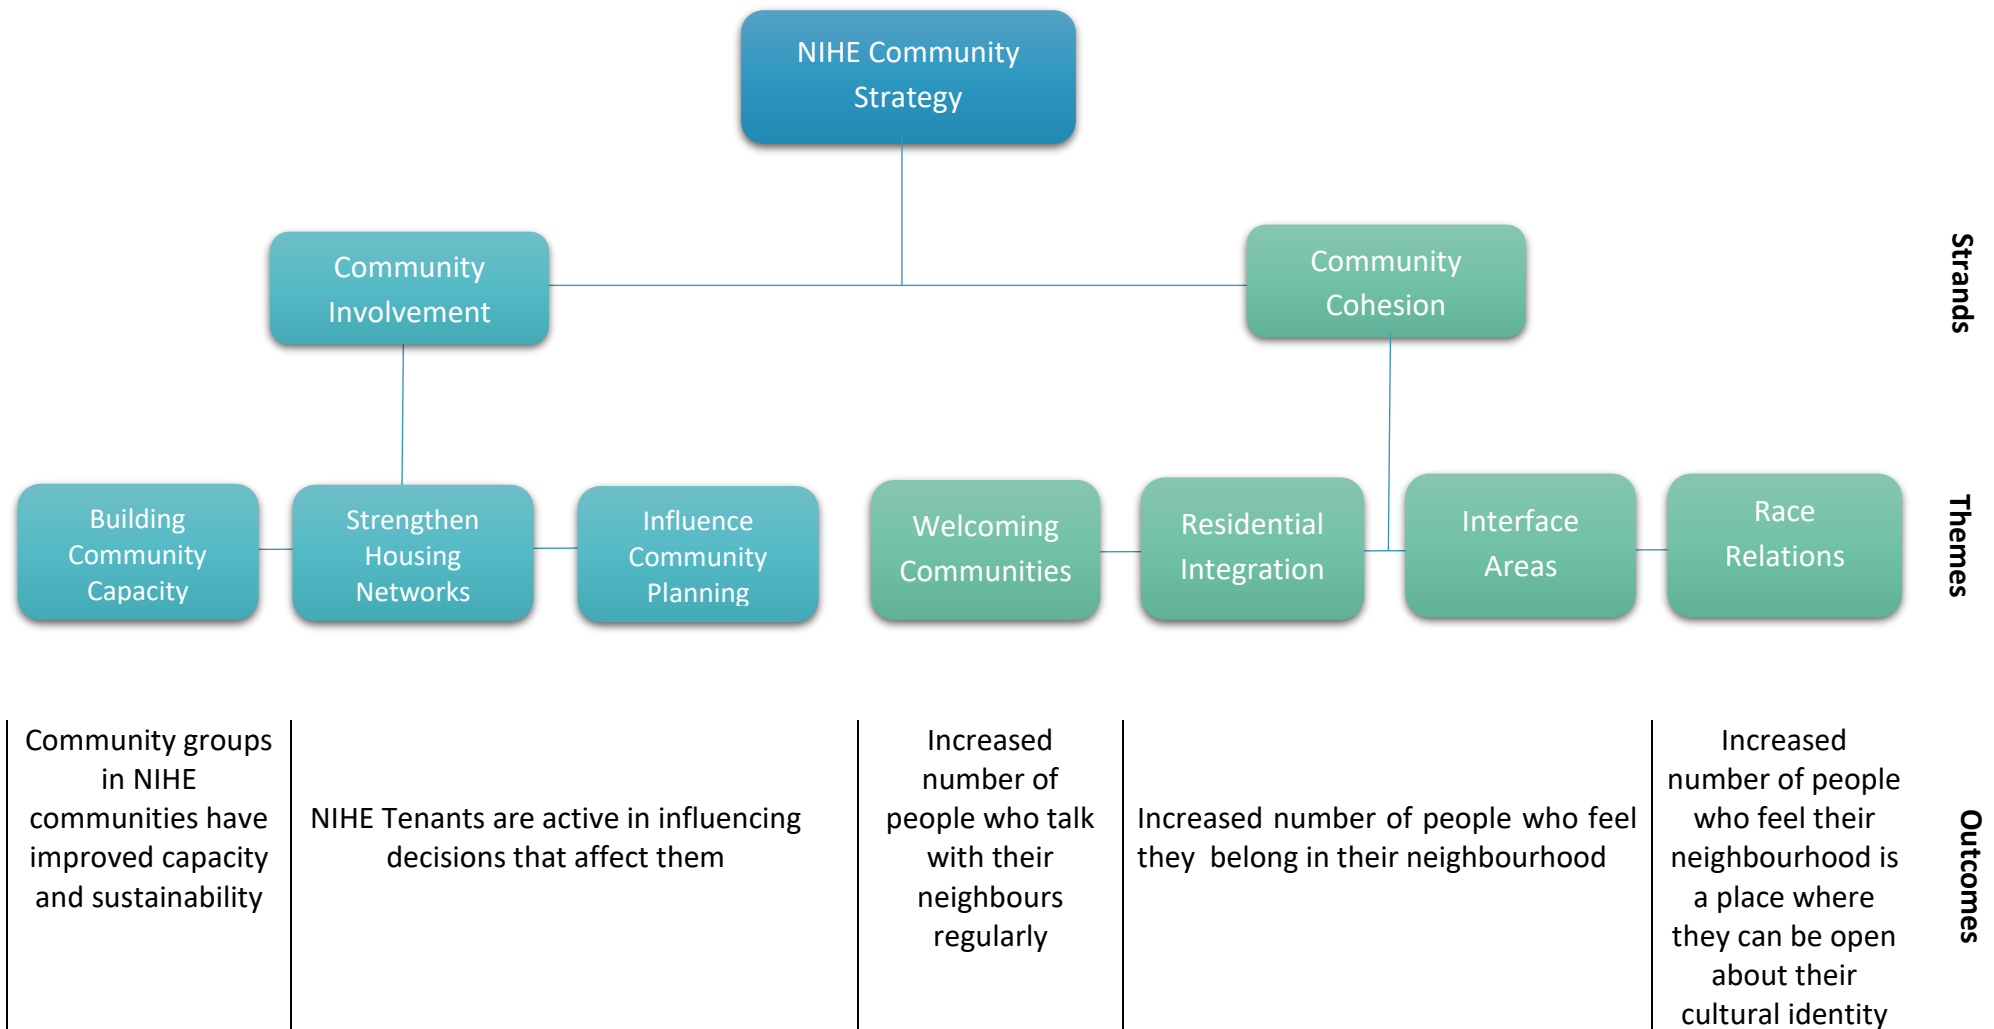 NIHE Community
Strategy
Community
Involvement
Community
Cohesion
Strands
Building
Community
Capacity
Strengthen
Housing
Networks
Influence
Community
Planning
Welcoming
Communities
Residential
Integration
Interface
Areas
Race
Relations
Themes
Community groups
in NIHE
communities have
improved capacity
and sustainability
NIHE Tenants are active in influencing
decisions that affect them
Increased
number of
people who talk
with their
neighbours
regularly
Increased number of people who feel
they belong in their neighbourhood
Increased
number of people
who feel their
neighbourhood is
a place where
they can be open
about their
cultural identity
Outcomes